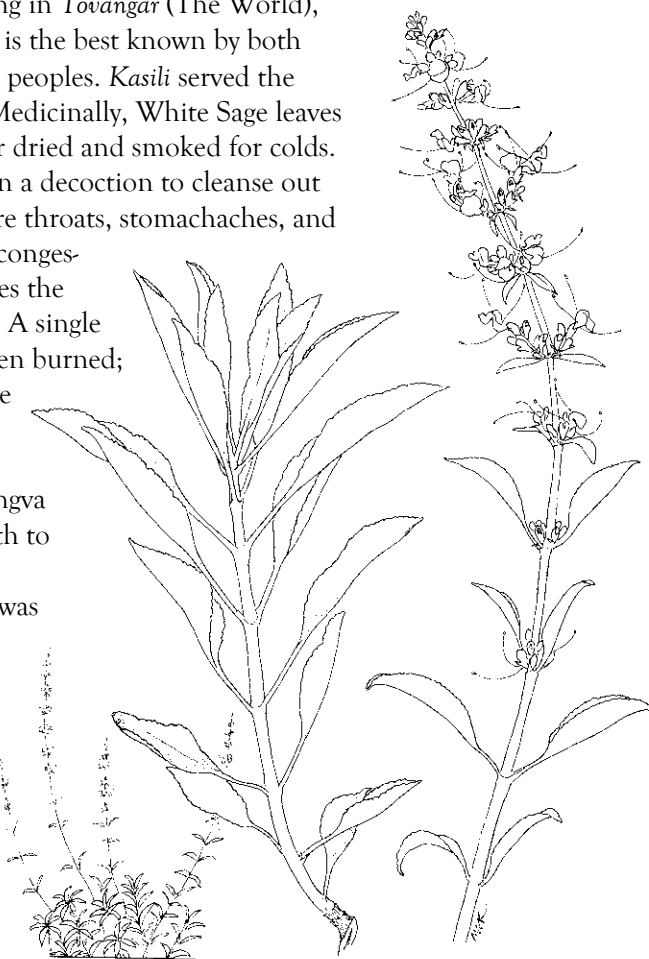 ng in Tovangar (The World),
is the best known by both
peoples. Kasili served the
Medicinally, White Sage leaves
r dried and smoked for colds.
n a decoction to cleanse out
re throats, stomachaches, and
conges-
es the
A single
en burned;
e
ngva
th to
was